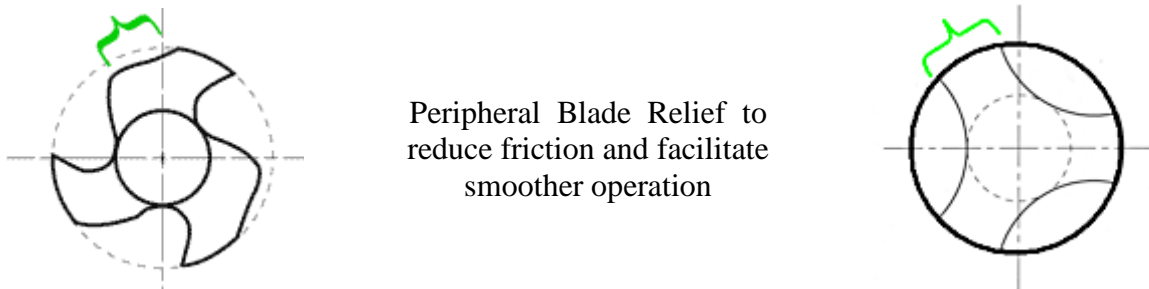 Peripheral Blade Relief to
reduce friction and facilitate
smoother operation